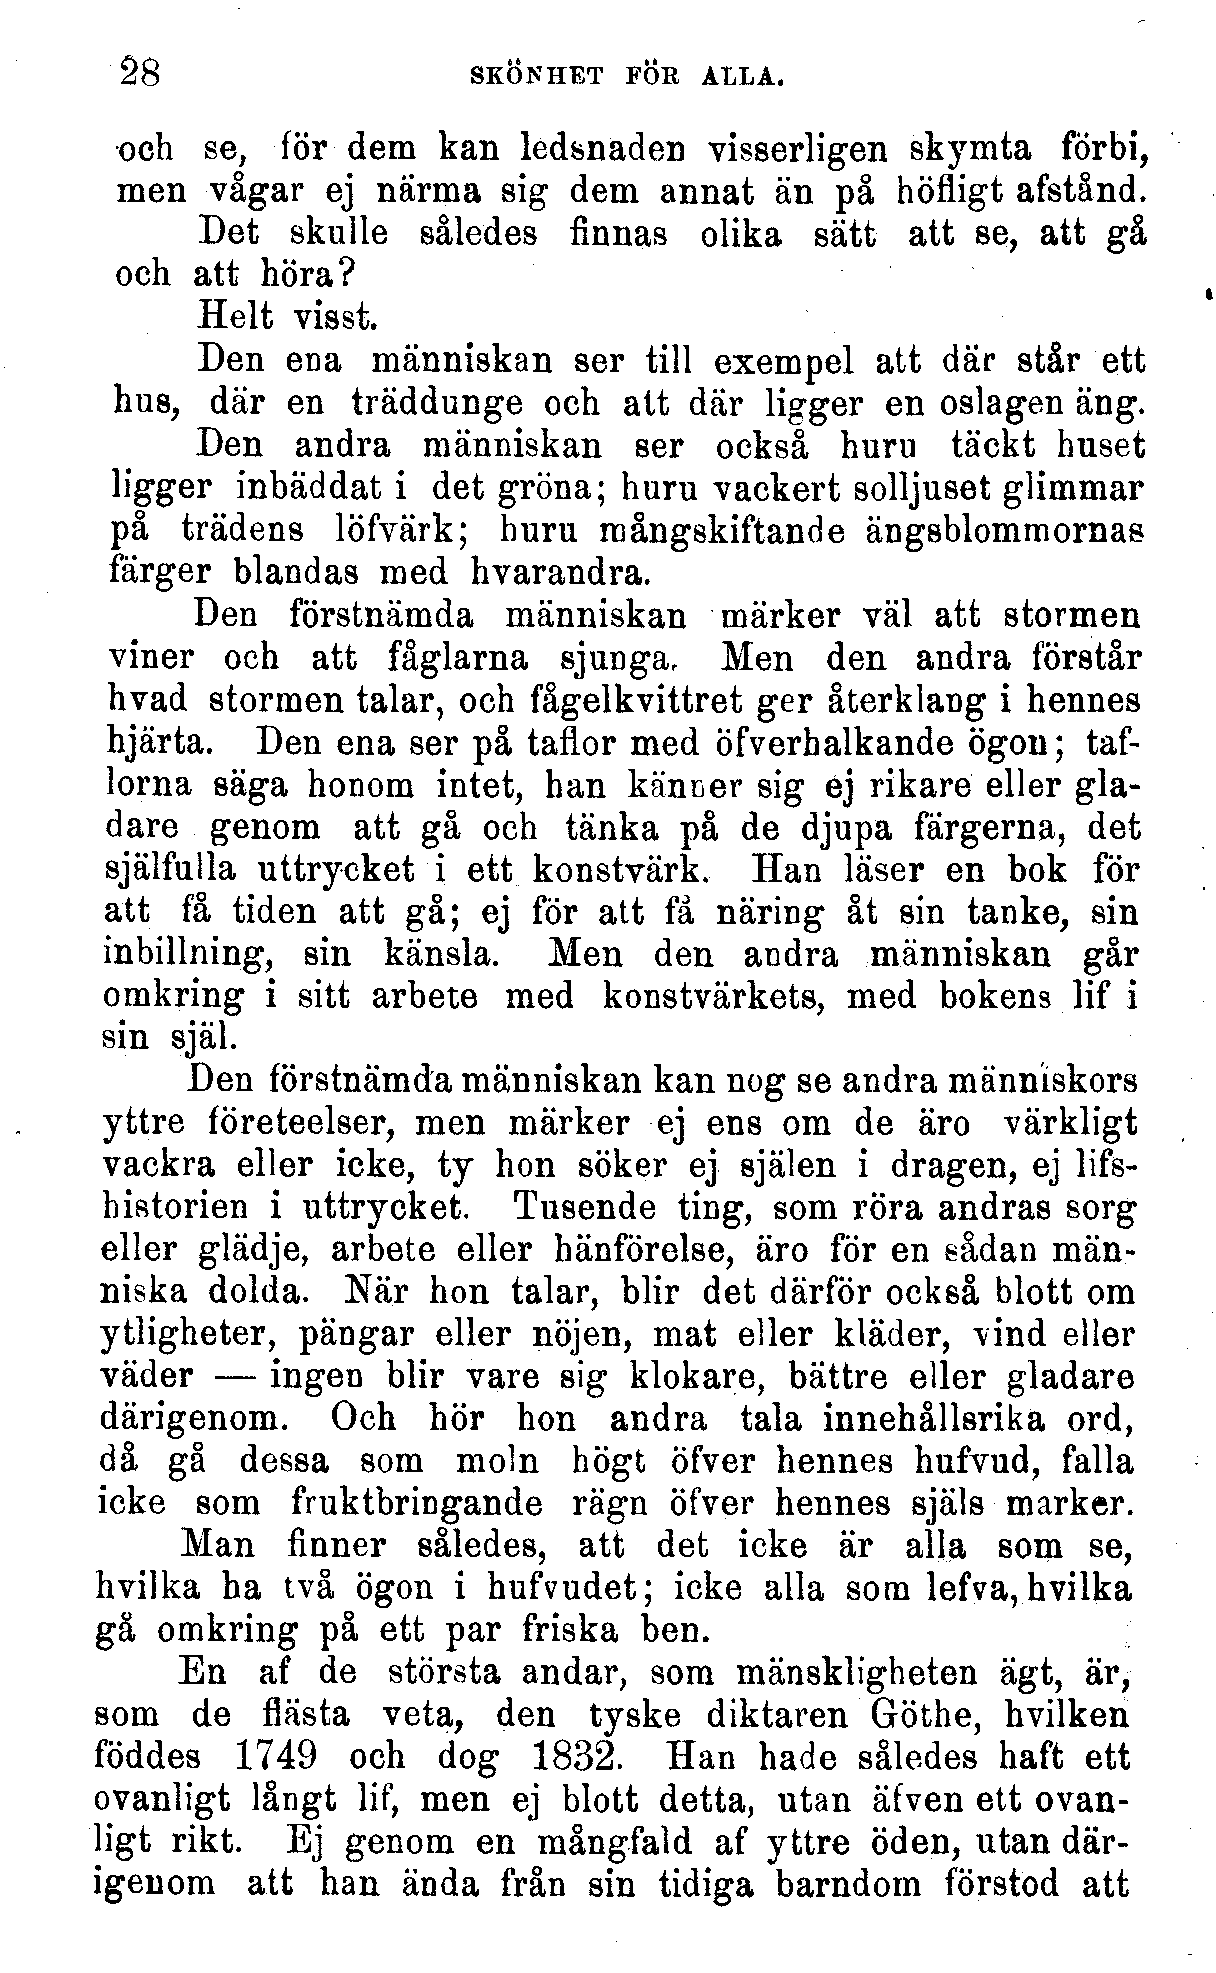 28 SKÖNHET FÖR ALLA.
och se, för dem kan ledsnaden visserligen skymta förbi,
men vågar ej närma sig dem annat än på höfligt afstånd.
Det skulle således finnas olika sätt att se, att gå
och att höra?
Helt visst.
Den ena människan ser till exempel att där står ett
hus, där en träddunge och att där ligger en oslagen äng.
Den andra människan ser också huru täckt huset
ligger inbäddat i det gröna; huru vackert solljuset glimmar
på trädens löfvärk; huru mångskiftande ängsblommornas
färger blandas med hvarandra.
Den förstnämda människan märker väl att stormen
viner och att fåglarna sjunga. Men den andra förstår
hvad stormen talar, och fågelkvittret ger återklang i hennes
hjärta. Den ena ser på taflor med öfverhalkande ögon; taf-
lorna säga honom intet, han känner sig ej rikare eller gla-
dare genom att gå och tänka på de djupa färgerna, det
själfulla uttrycket i ett konstvärk. Han läser en bok för
att få tiden att gå; ej för att få näring åt sin tanke, sin
inbillning, sin känsla. Men den andra människan går
omkring i sitt arbete med konstvärkets, med bokens lif i
sin själ.
Den förstnämda människan kan nog se andra människors
yttre företeelser, men märker ej ens om de äro värkligt
vackra eller icke, ty hon söker ej själen i dragen, ej lifs-
historien i uttrycket. Tusende ting, som röra andras sorg
eller glädje, arbete eller hänförelse, äro för en sådan män-
niska dolda. När hon talar, blir det därför också blott om
ytligheter, pängar eller nöjen, mat eller kläder, vind eller
väder — ingen blir vare sig klokare, bättre eller gladare
därigenom. Och hör hon andra tala innehållsrika ord,
då gå dessa som moln högt öfver hennes hufvud, falla
icke som fruktbringande rägn öfver hennes själs marker.
Man finner således, att det icke är alla som se,
hvilka ha två ögon i hufvudet; icke alla som lefva, hvilka
gå omkring på ett par friska ben.
En af de största andar, som mänskligheten ägt, är,
som de flästa veta, den tyske diktaren Göthe, hvilken
föddes 1749 och dog 1832. Han hade således haft ett
ovanligt långt lif, men ej blott detta, utan äfven ett ovan-
ligt rikt. Ej genom en mångfald af yttre öden, utan där-
igenom att han ända från sin tidiga barndom förstod att